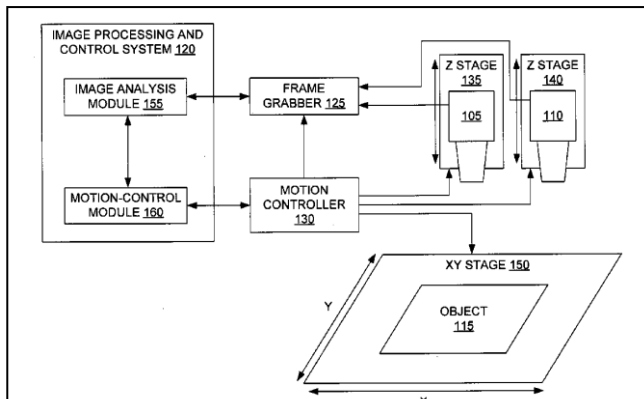 IMAGE PROCESSING AND
CONTROL SYSTEM 120
IMAGE ANALYSIS
MODULE 155
MOTION-CONTROL
MODULE 160
FRAME
GRABBER 125
MOTION
CONTROLLER
130
Z STAGE
135
105
Z STAGE
140
110
XY STAGE 150
Y
OBJECT
115